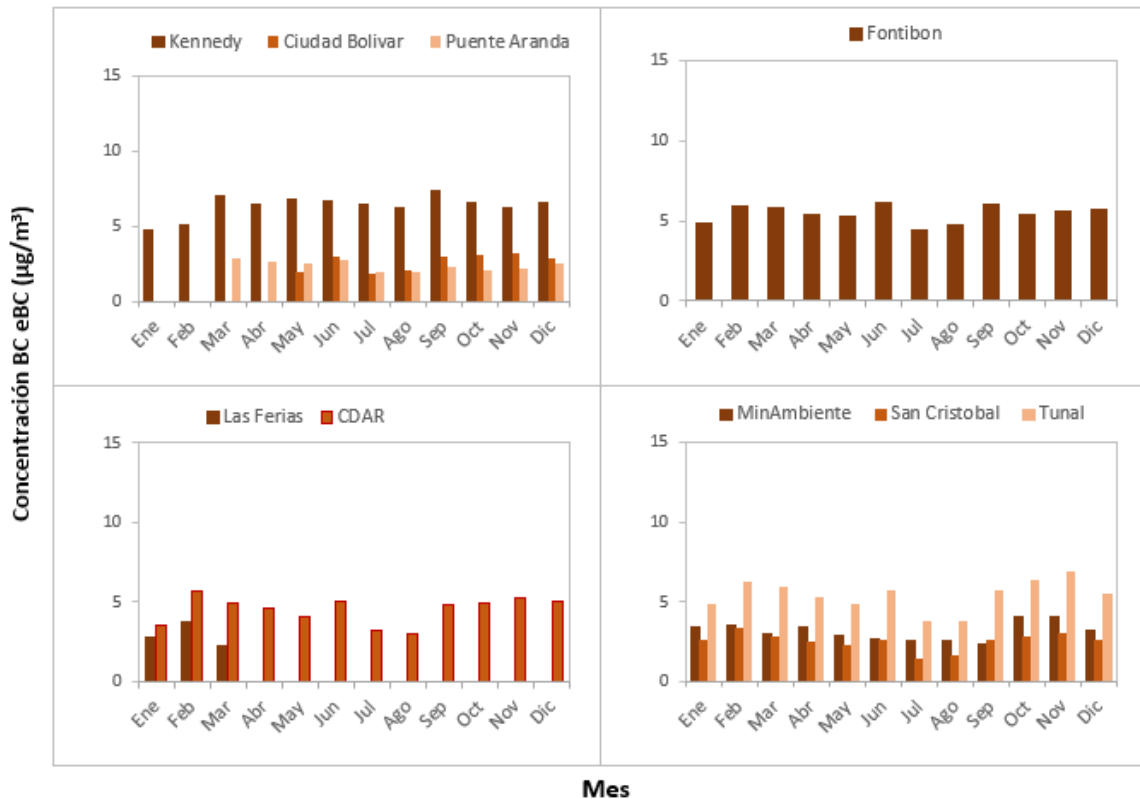 Kennedy Ciudad Bolivar Puente Aranda
15
10
5
0
Ene Feb Mar Abr May Jun Jul Ago Sep Oct Nov Dic
Fontibon
15
10
5
0
Ene Feb Mar Abr May Jun Jul Ago Sep Oct Nov Dic
Concentración BC eBC (µg/m³)
Las Ferias CDAR
15
10
5
0
Ene Feb Mar Abr May Jun Jul Ago Sep Oct Nov Dic
MinAmbiente San Cristobal Tunal
15
10
5
0
Ene Feb Mar Abr May Jun Jul Ago Sep Oct Nov Dic
Mes